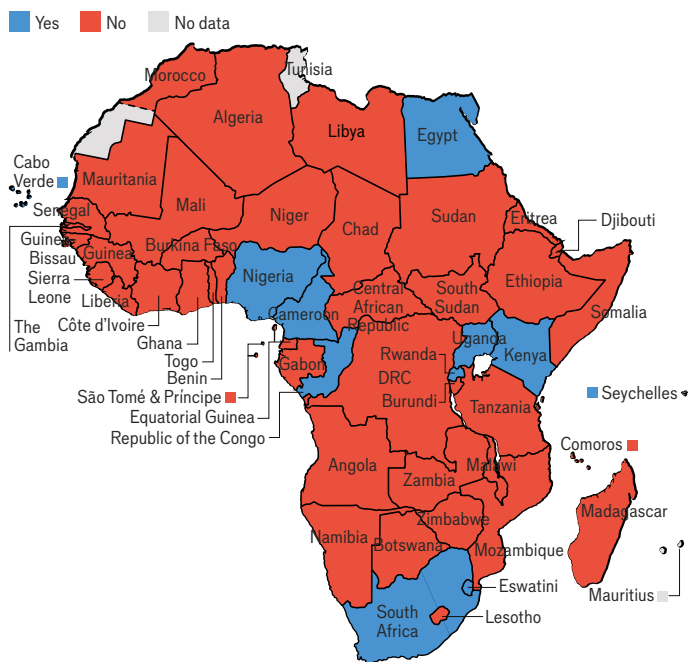 Yes
No
No data
Tunisia
Morocco
Algeria
Libya
Egypt
Cabo
Verde
Mauritania
Mali
Niger
Chad
Sudan
Eritrea
Djibouti
Senegal
Guinea
Bissau
Guinea
Burkina Faso
Nigeria
Ethiopia
Sierra
Leone
Liberia
Central
African
Republic
South
Sudan
Somalia
The
Gambia
Côte d'Ivoire
Ghana
Togo
Benin
Cameroon
Uganda
Kenya
Rwanda
DRC
Burundi
Gabon
São Tomé & Príncipe
Equatorial Guinea
Republic of the Congo
Tanzania
Seychelles
Comoros
Angola
Malawi
Zambia
Madagascar
Zimbabwe
Namibia
Botswana
Mozambique
Mauritius
Eswatini
Lesotho
South
Africa